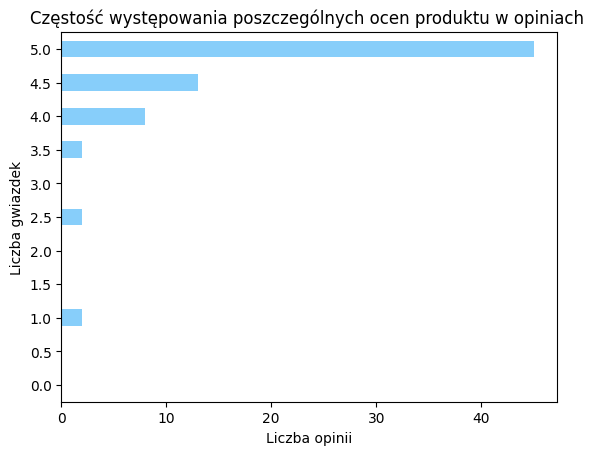 Częstość występowania poszczególnych ocen produktu w opiniach
Liczba gwiazdek
5.0
4.5
4.0
3.5
3.0
2.5
2.0
1.5
1.0
0.5
0.0
0 10 20 30 40
Liczba opinii